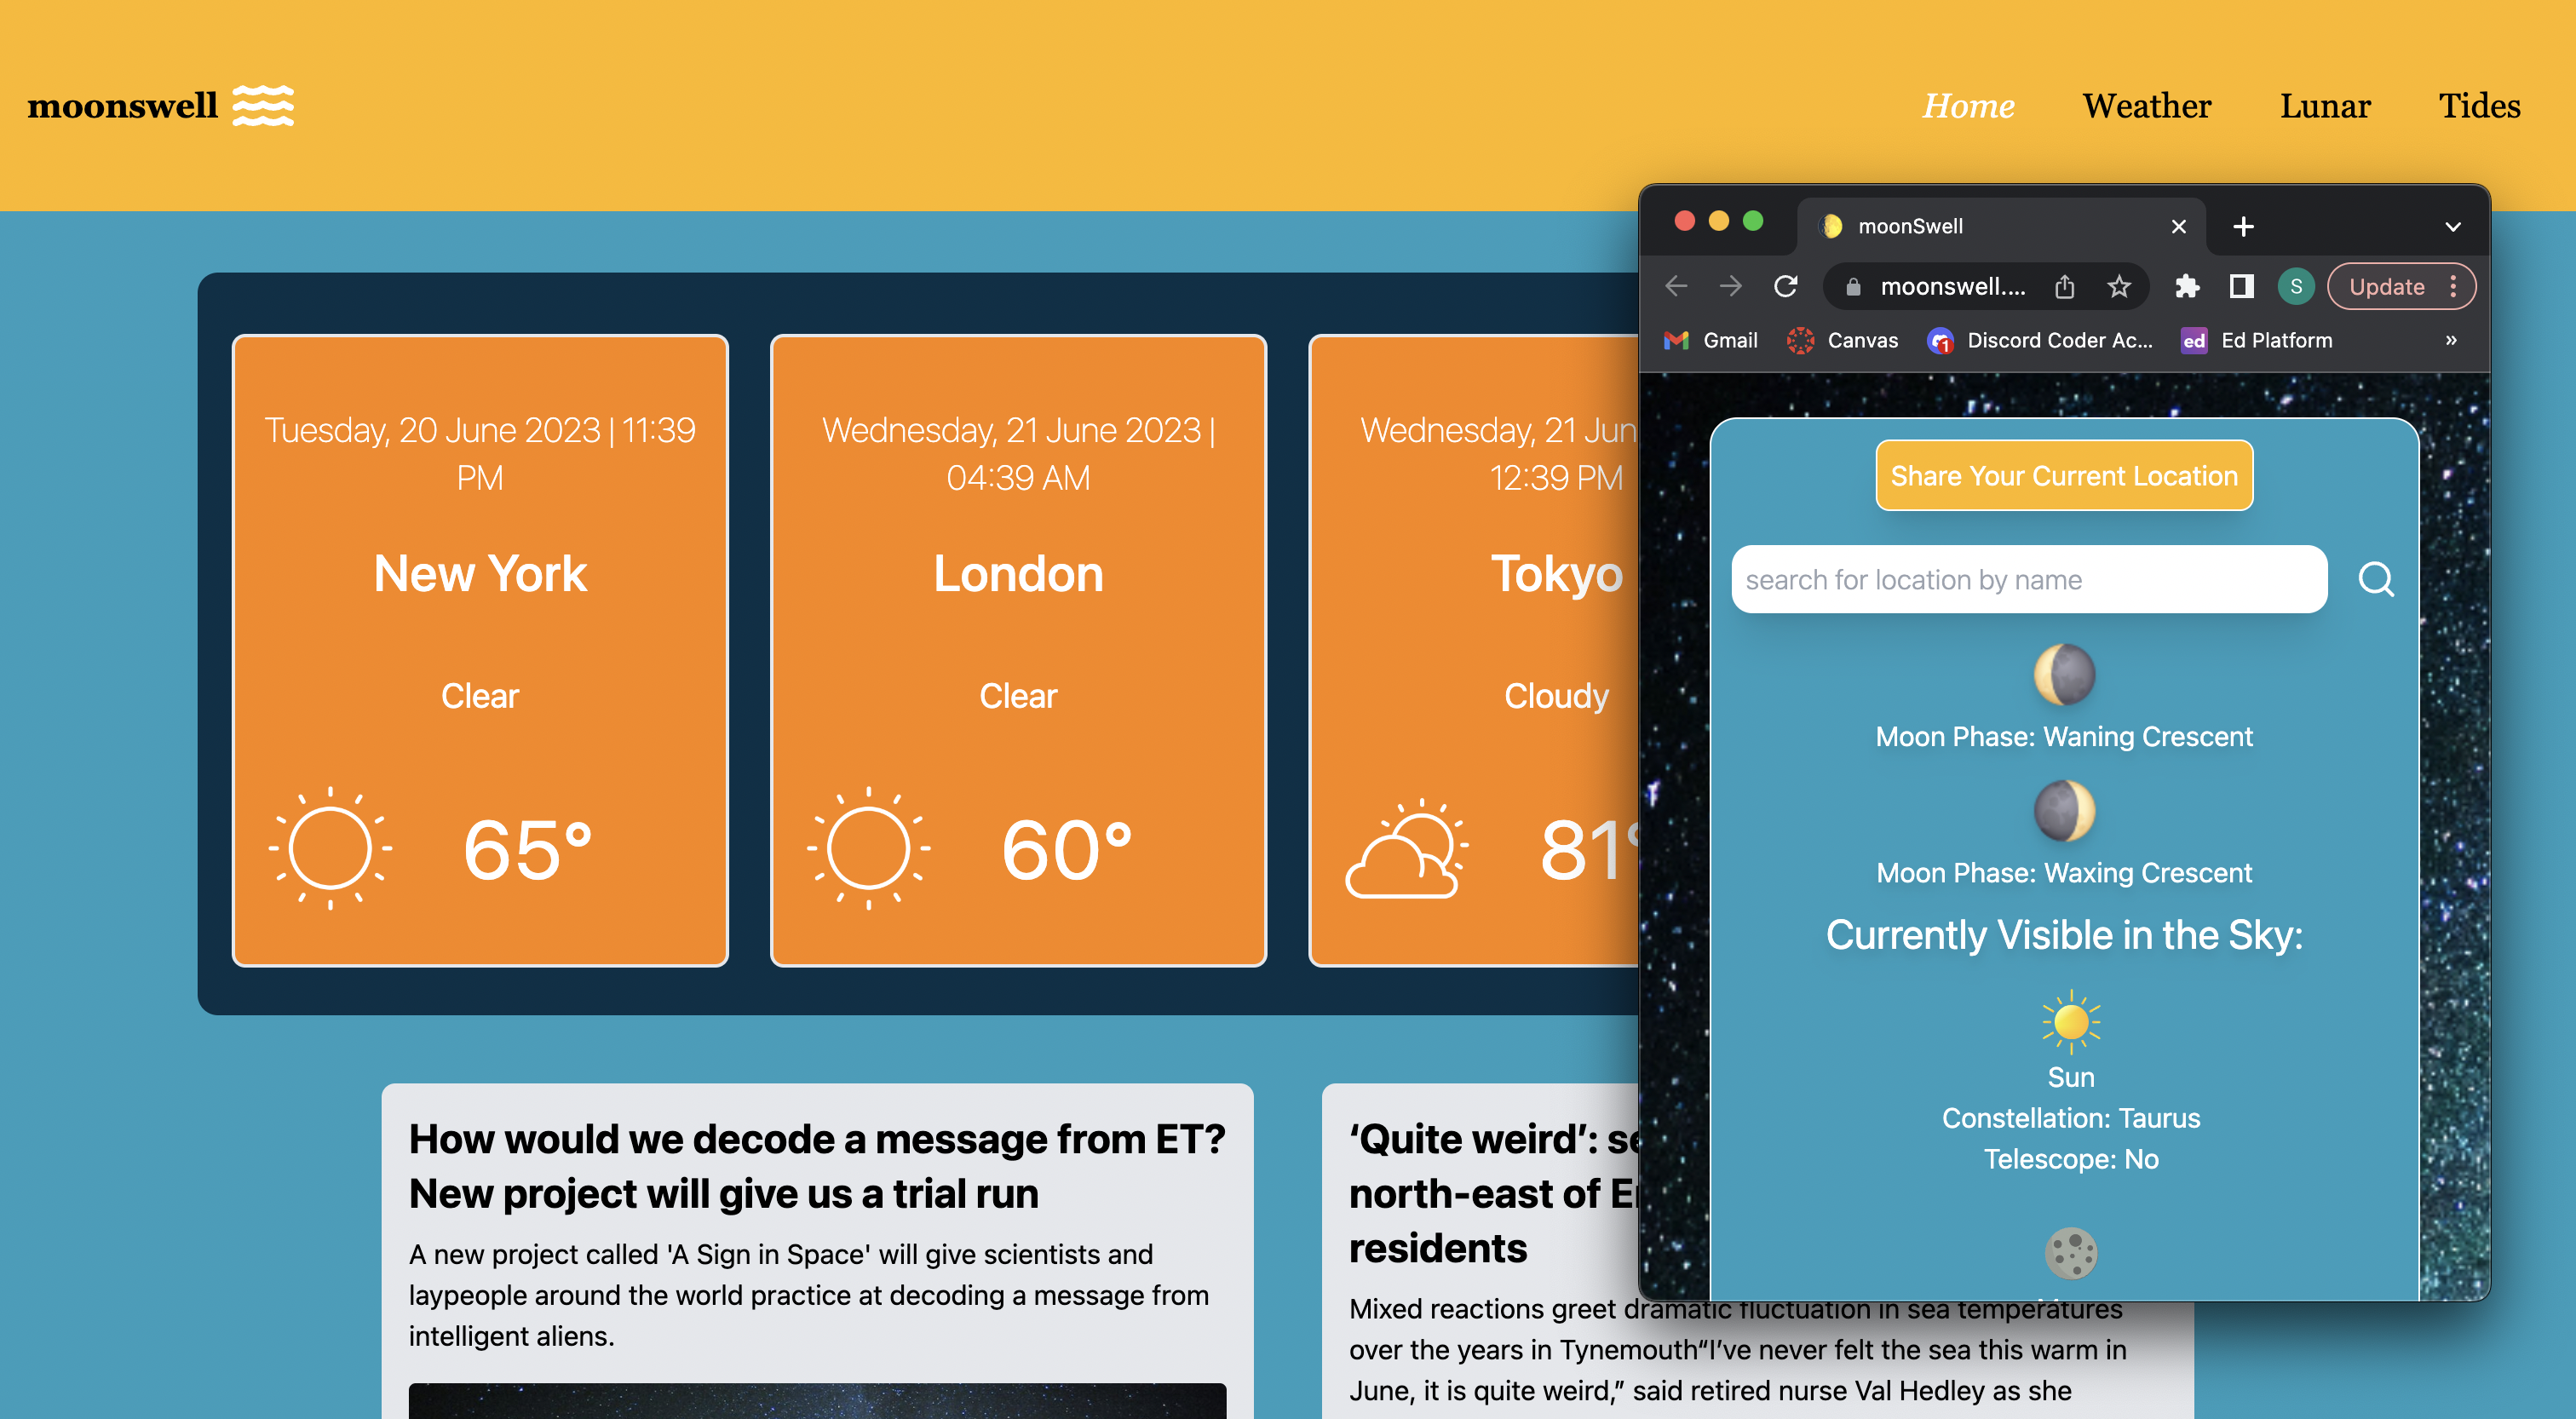 moonswell
Home Weather Lunar Tides
Tuesday, 20 June 2023 | 11:39
PM
New York
Clear
65°
Wednesday, 21 June 2023 |
04:39 AM
London
Clear
60°
Wednesday, 21 Jun
12:39 PM
Tokyo
Cloudy
81°
How would we decode a message from ET?
New project will give us a trial run
A new project called 'A Sign in Space' will give scientists and
laypeople around the world practice at decoding a message from
intelligent aliens.
‘Quite weird’: se
north-east of
residents
Mixed reactions greet dramatic fluctuation in sea temperatures
over the years in Tynemouth“I’ve never felt the sea this warm in
June, it is quite weird,” said retired nurse Val Hedley as she
moonSwell
moonswell.... S Update
Gmail Canvas 1 Discord Coder Ac... ed Ed Platform »
Share Your Current Location
search for location by name
Moon Phase: Waning Crescent
Moon Phase: Waxing Crescent
Currently Visible in the Sky:
Sun
Constellation: Taurus
Telescope: No